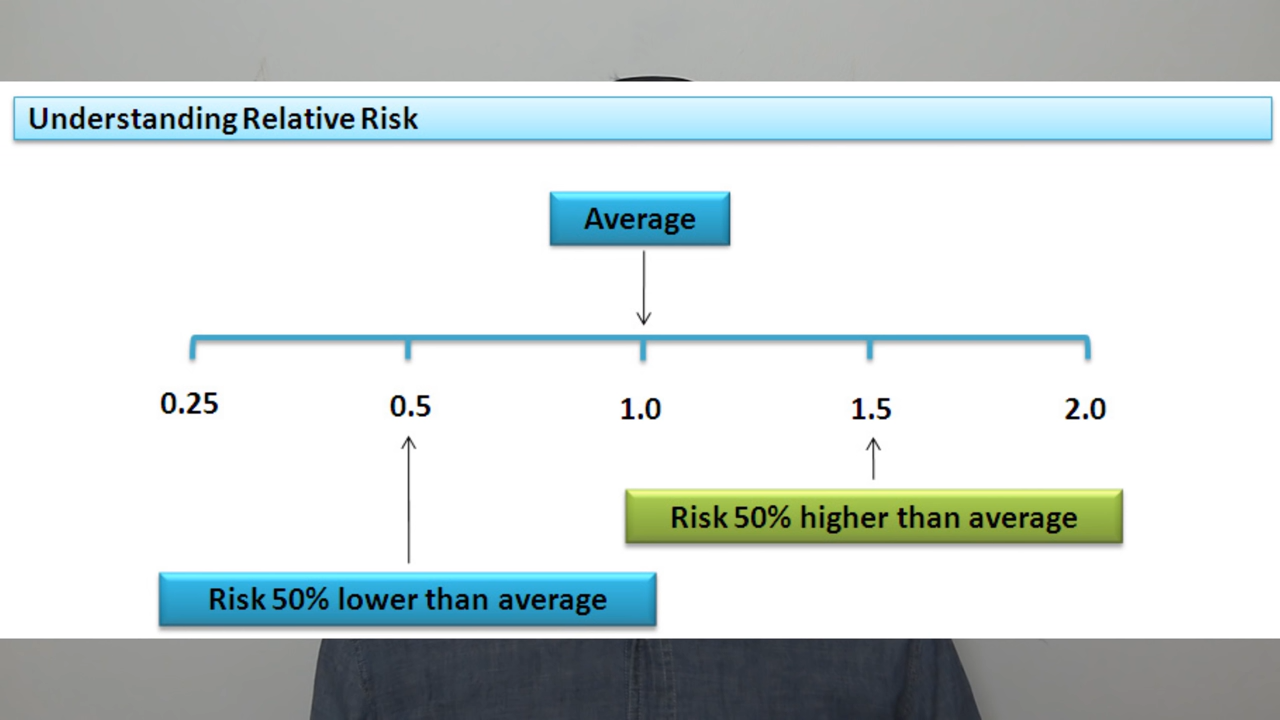 Understanding Relative Risk
Average
0.25 0.5 1.0 1.5 2.0
Risk 50% higher than average
Risk 50% lower than average